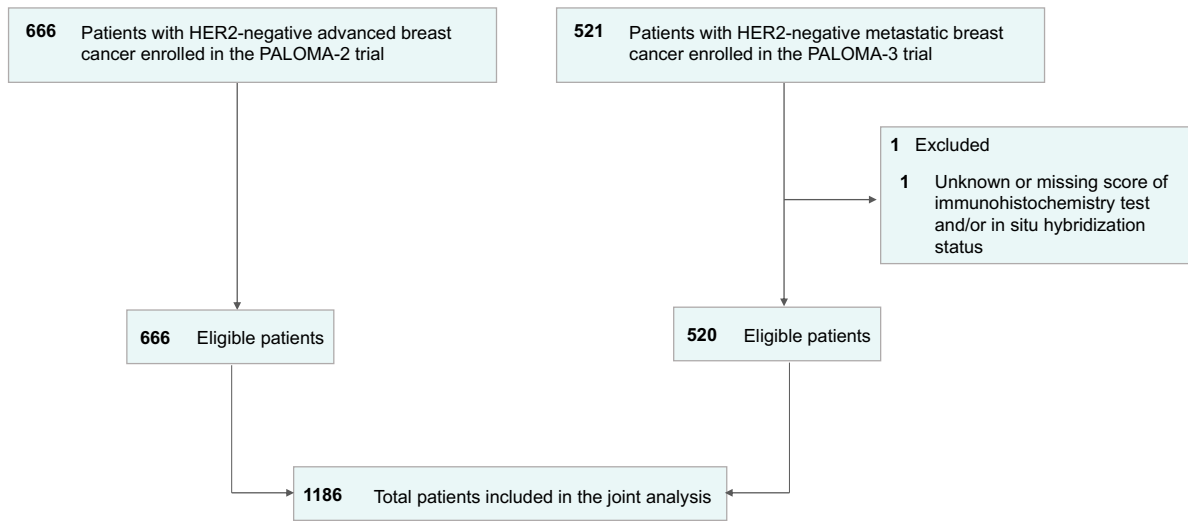 666 Patients with HER2-negative advanced breast
cancer enrolled in the PALOMA-2 trial
521 Patients with HER2-negative metastatic breast
cancer enrolled in the PALOMA-3 trial
1 Excluded
1 Unknown or missing score of
immunohistochemistry test
and/or in situ hybridization
status
666 Eligible patients
520 Eligible patients
1186 Total patients included in the joint analysis